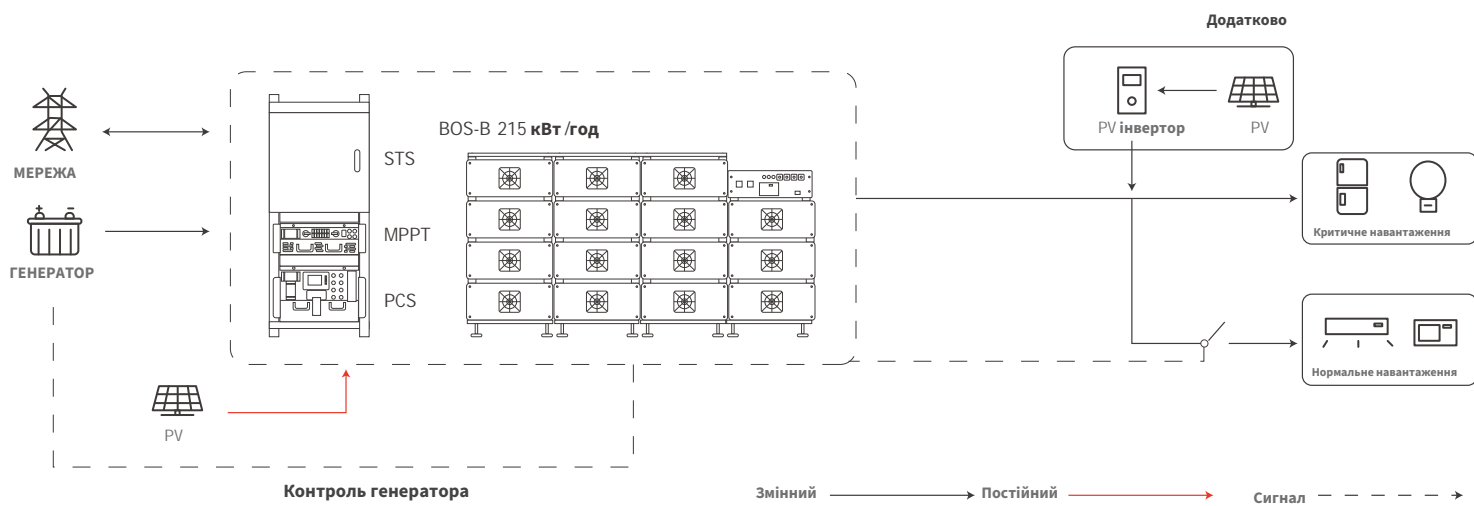 Додатково
PV інвертор
PV
МЕРЕЖА
ГЕНЕРАТОР
BOS-B 215 кВт /год
STS
MPPT
PCS
Критичне навантаження
Нормальне навантаження
PV
Контроль генератора
Змінний
Постійний
Сигнал